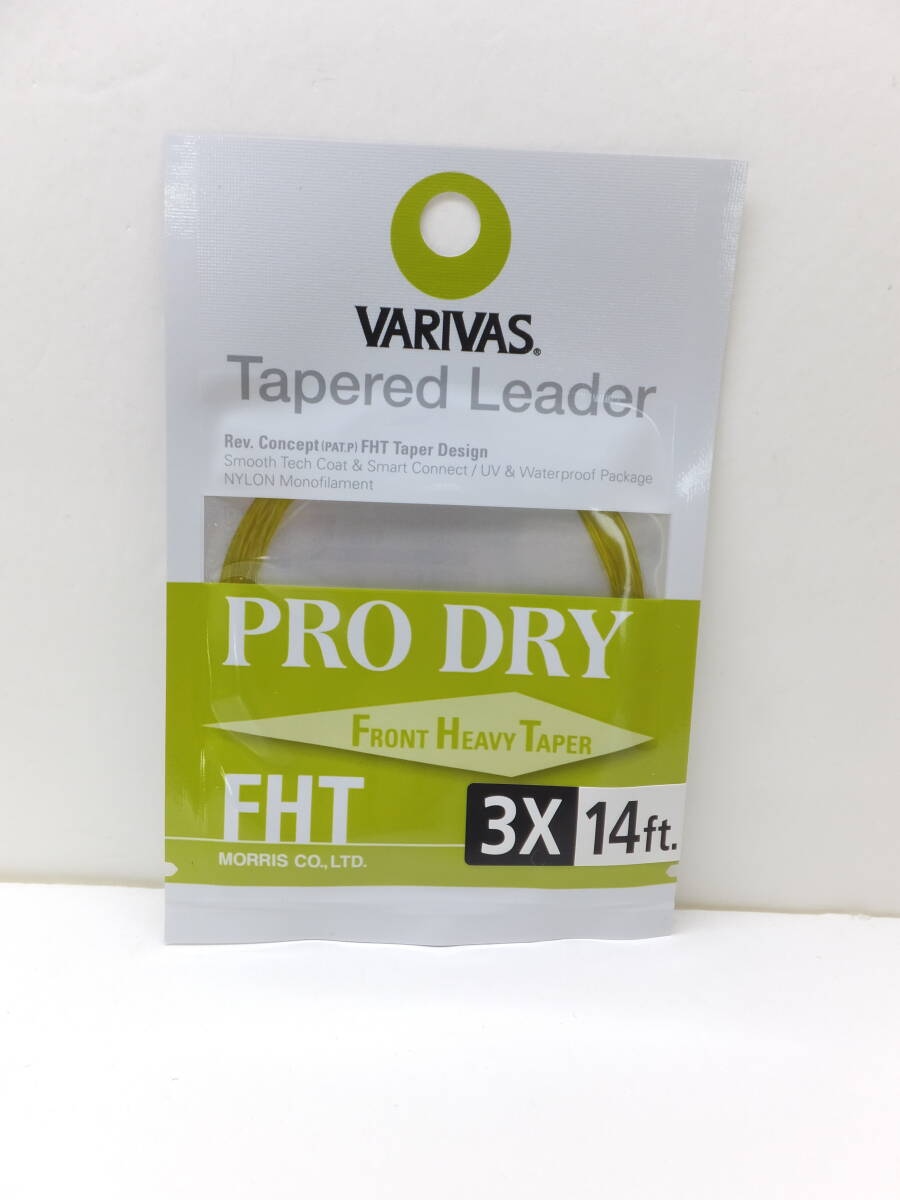 VARIVAS®
Tapered Leader
Rev. Concept (PAT.P) FHT Taper Design
Smooth Tech Coat & Smart Connect / UV & Waterproof Package
NYLON Monofilament
PRO DRY
FRONT HEAVY TAPER
FHT
3X 14ft.
MORRIS CO., LTD.